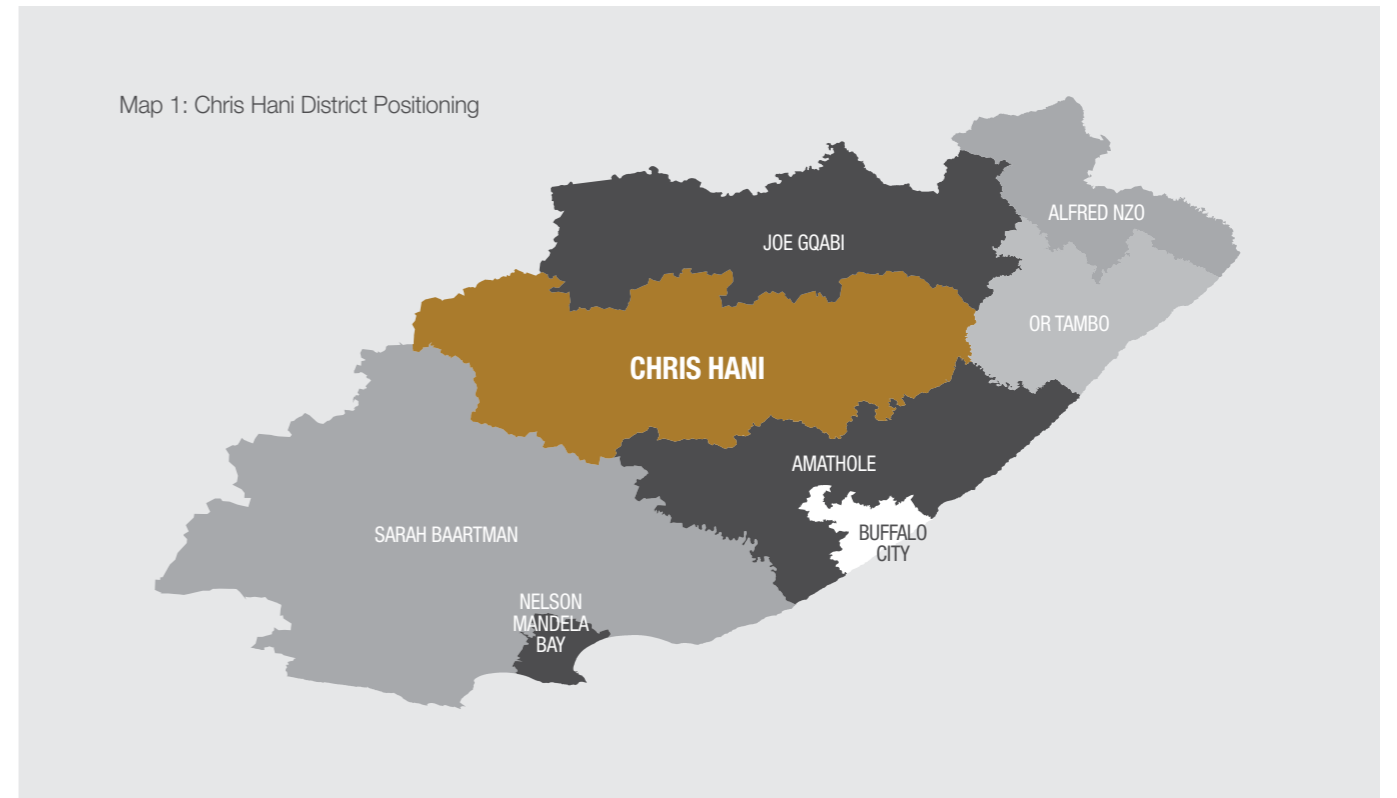 Map 1: Chris Hani District Positioning
ALFRED NZO
JOE GQABI
OR TAMBO
CHRIS HANI
AMATHOLE
SARAH BAARTMAN
BUFFALO
CITY
NELSON
MANDELA
BAY